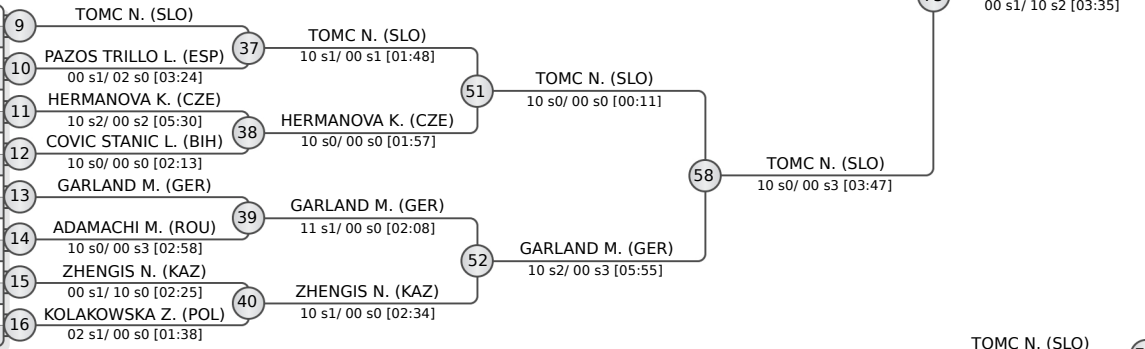 00 s1/ 10 s2 [03:35]
9
TOMC N. (SLO)
37
TOMC N. (SLO)
10 s1/ 00 s1 [01:48]
10
PAZOS TRILLO L. (ESP)
00 s1/ 02 s0 [03:24]
51
TOMC N. (SLO)
10 s0/ 00 s0 [00:11]
11
HERMANOVA K. (CZE)
10 s2/ 00 s2 [05:30]
38
HERMANOVA K. (CZE)
10 s0/ 00 s0 [01:57]
12
COVIC STANIC L. (BIH)
10 s0/ 00 s0 [02:13]
58
TOMC N. (SLO)
10 s0/ 00 s3 [03:47]
13
GARLAND M. (GER)
39
GARLAND M. (GER)
11 s1/ 00 s0 [02:08]
14
ADAMACHI M. (ROU)
10 s0/ 00 s3 [02:58]
52
GARLAND M. (GER)
10 s2/ 00 s3 [05:55]
15
ZHENGIS N. (KAZ)
00 s1/ 10 s0 [02:25]
40
ZHENGIS N. (KAZ)
10 s1/ 00 s0 [02:34]
16
KOLAKOWSKA Z. (POL)
02 s1/ 00 s0 [01:38]
TOMC N. (SLO)